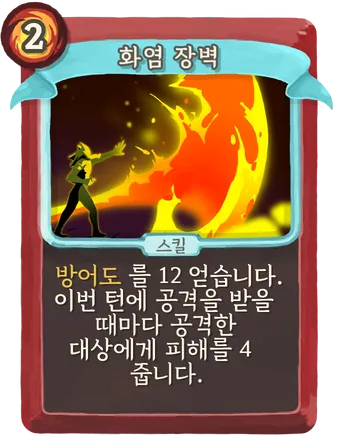 2
화염 장벽
스킬
방어도 를 12 얻습니다.
이번 턴에 공격을 받을
때마다 공격한
대상에게 피해를 4
줍니다.